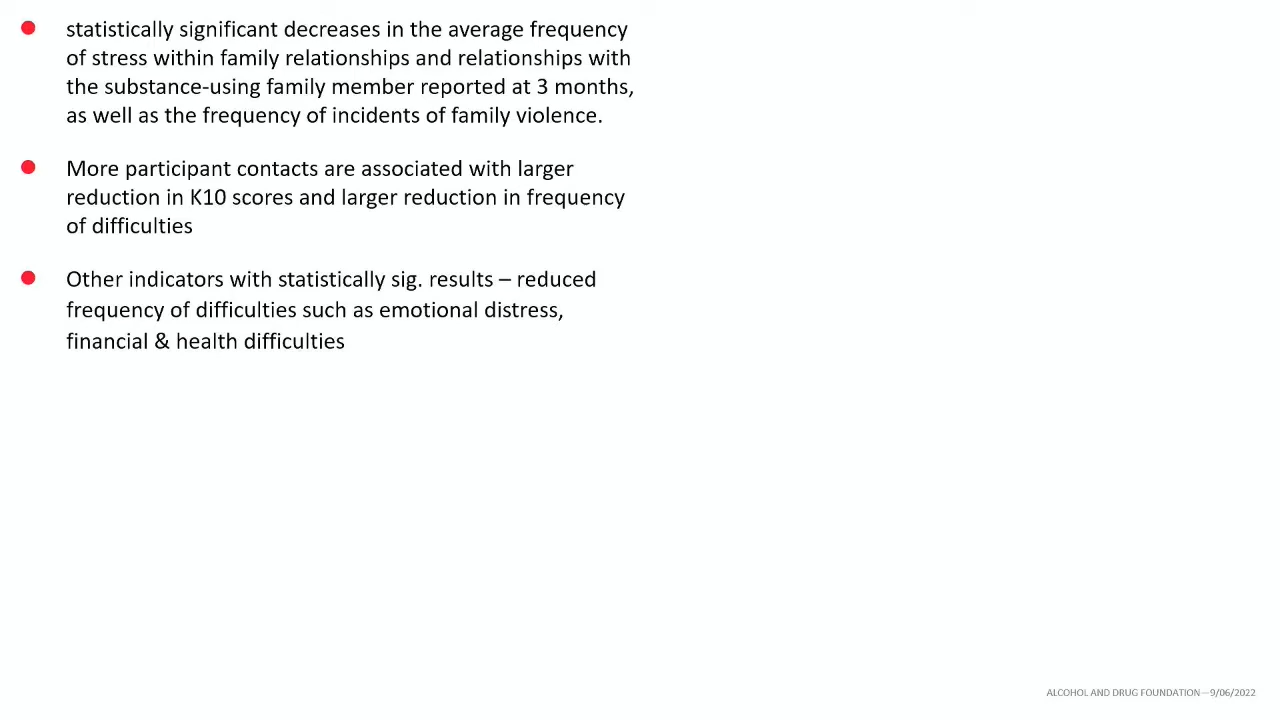 statistically significant decreases in the average frequency
of stress within family relationships and relationships with
the substance-using family member reported at 3 months,
as well as the frequency of incidents of family violence.
More participant contacts are associated with larger
reduction in K10 scores and larger reduction in frequency
of difficulties
Other indicators with statistically sig. results – reduced
frequency of difficulties such as emotional distress,
financial & health difficulties
ALCOHOL AND DRUG FOUNDATION—9/06/2022